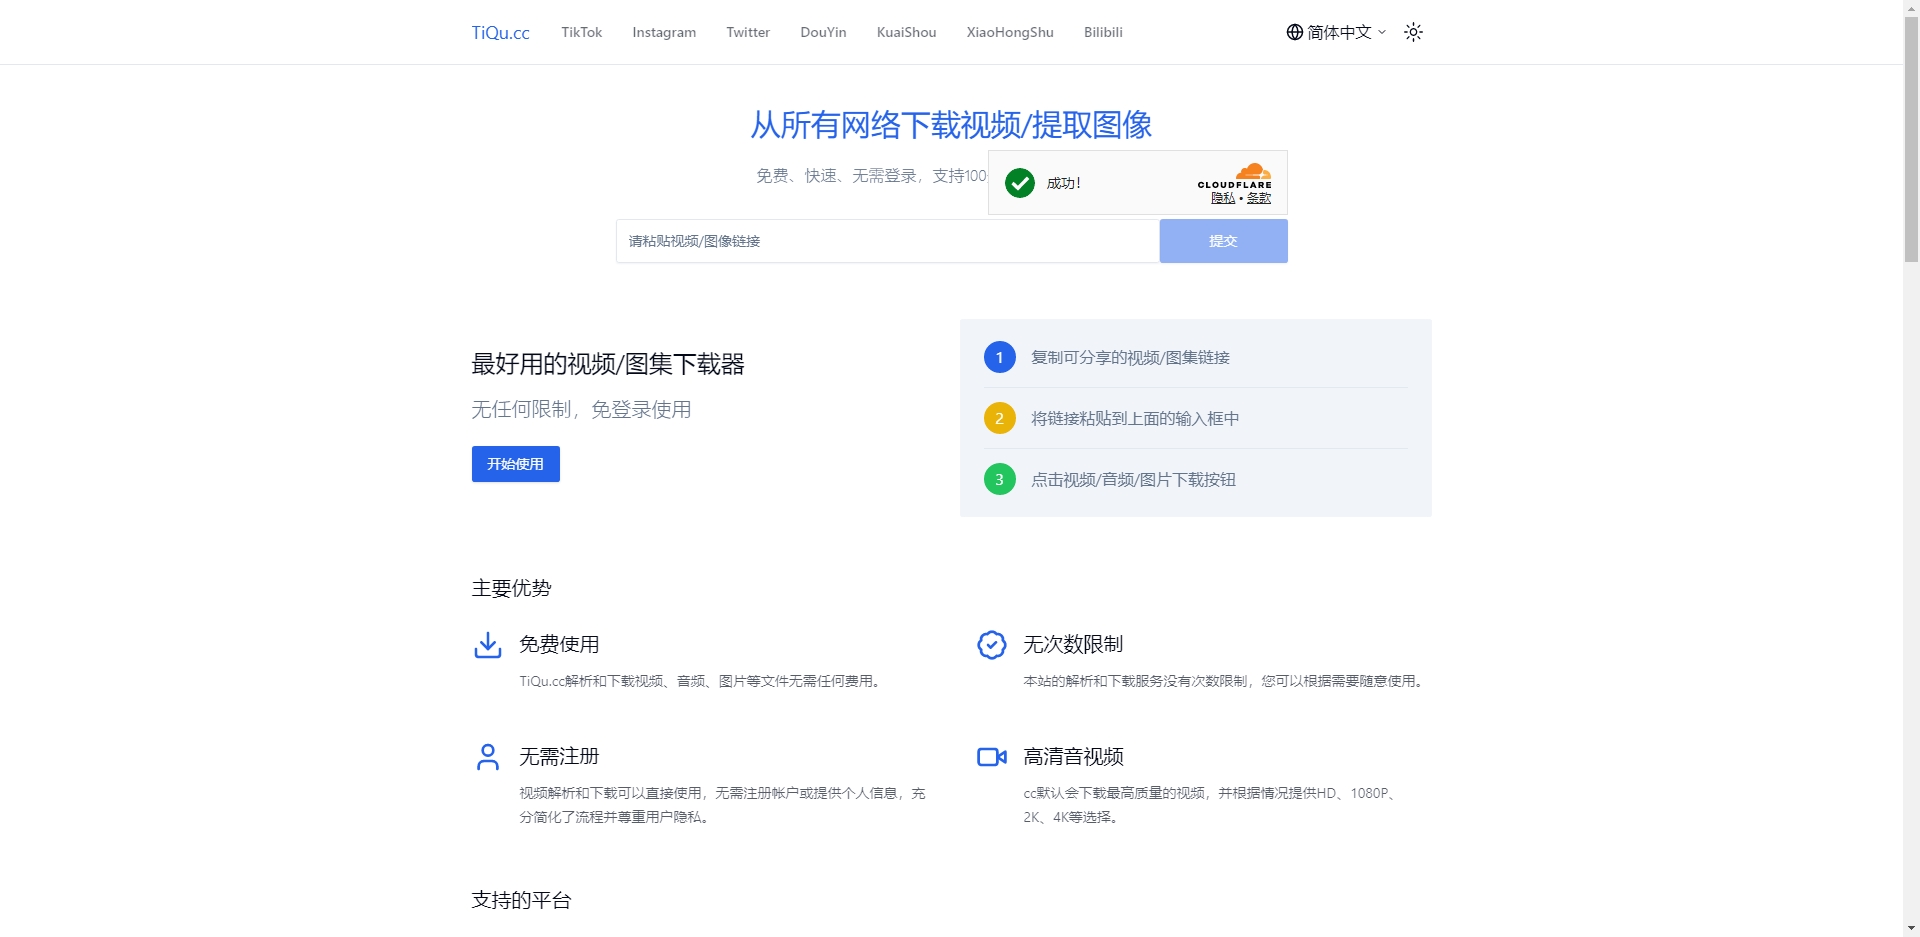 TiQu.cc
TikTok
Instagram
Twitter
DouYin
KuaiShou
XiaoHongShu
Bilibili
简体中文
从所有网络下载视频/提取图像
免费、快速、无需登录，支持100
成功!
CLOUDFLARE
隐私 • 条款
请粘贴视频/图像链接
提交
最好用的视频/图集下载器
无任何限制，免登录使用
开始使用
1
复制可分享的视频/图集链接
2
将链接粘贴到上面的输入框中
3
点击视频/音频/图片下载按钮
主要优势
免费使用
TiQu.cc解析和下载视频、音频、图片等文件无需任何费用。
无次数限制
本站的解析和下载服务没有次数限制，您可以根据需要随意使用。
无需注册
视频解析和下载可以直接使用，无需注册帐户或提供个人信息，充
分简化了流程并尊重用户隐私。
高清音视频
cc默认会下载最高质量的视频，并根据情况提供HD、1080P、
2K、4K等选择。
支持的平台